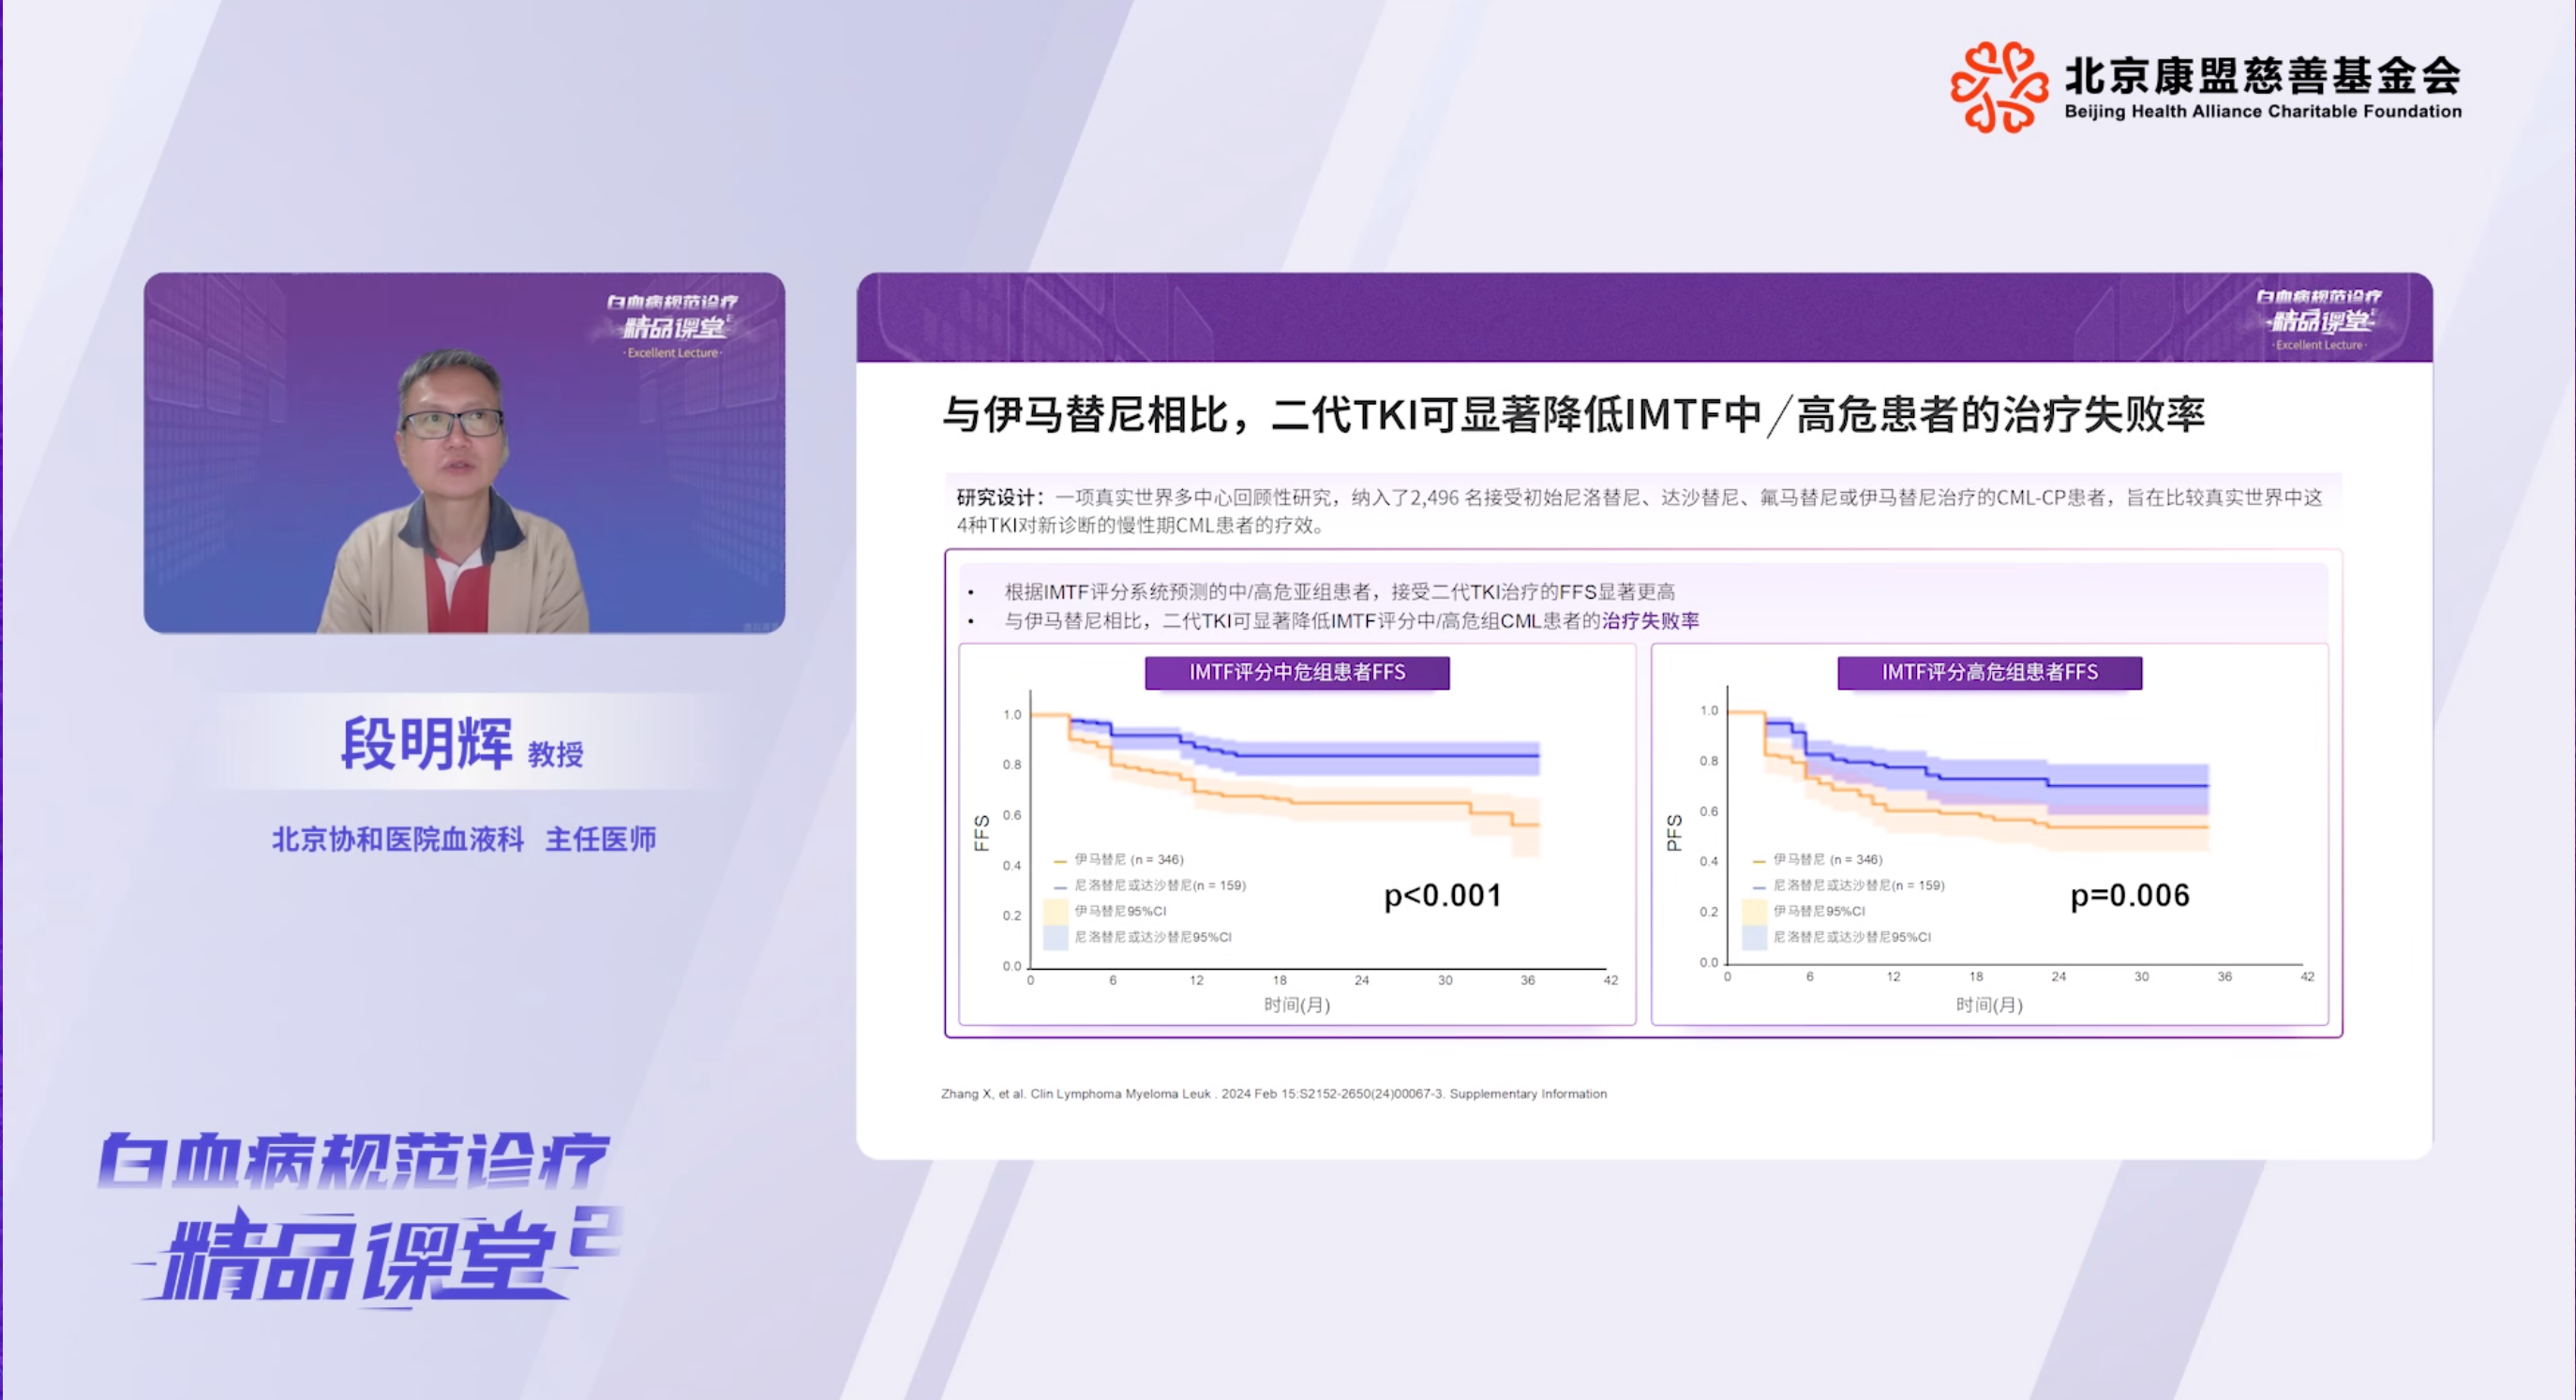 北京康盟慈善基金会
Beijing Health Alliance Charitable Foundation
白血病规范诊疗
精品课堂2
·Excellent Lecture·
段明辉 教授
北京协和医院血液科 主任医师
白血病规范诊疗
精品课堂2
白血病规范诊疗
精品课堂2
·Excellent Lecture·
与伊马替尼相比，二代TKI可显著降低IMTF中/高危患者的治疗失败率
研究设计：一项真实世界多中心回顾性研究，纳入了2,496 名接受初始尼洛替尼、达沙替尼、氟马替尼或伊马替尼治疗的CML-CP患者，旨在比较真实世界中这
4种TKI对新诊断的慢性期CML患者的疗效。
• 根据IMTF评分系统预测的中/高危亚组患者，接受二代TKI治疗的FFS显著更高
• 与伊马替尼相比，二代TKI可显著降低IMTF评分中/高危组CML患者的治疗失败率
IMTF评分中危组患者FFS
1.0
0.8
0.6
0.4
0.2
0.0
FFS
伊马替尼 (n = 346)
尼洛替尼或达沙替尼(n = 159)
伊马替尼95%CI
尼洛替尼或达沙替尼95%CI
p<0.001
0 6 12 18 24 30 36 42
时间(月)
IMTF评分高危组患者FFS
1.0
0.8
0.6
0.4
0.2
0.0
PFS
伊马替尼 (n = 346)
尼洛替尼或达沙替尼(n = 159)
伊马替尼95%CI
尼洛替尼或达沙替尼95%CI
p=0.006
0 6 12 18 24 30 36 42
时间(月)
Zhang X, et al. Clin Lymphoma Myeloma Leuk . 2024 Feb 15:S2152-2650(24)00067-3. Supplementary Information